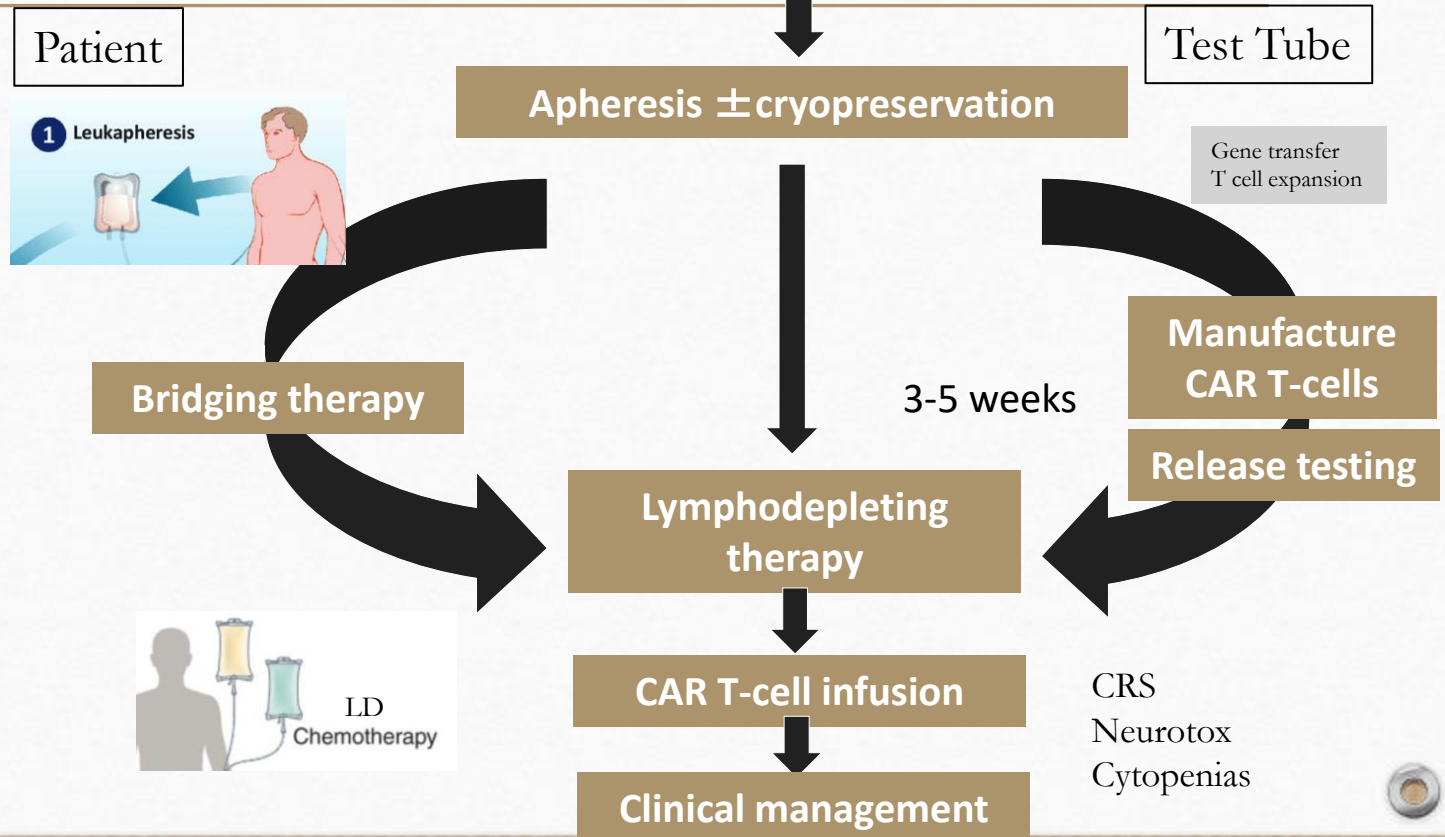 Patient
Test Tube
Apheresis ±cryopreservation
1 Leukapheresis
Gene transfer
T cell expansion
Manufacture
CAR T-cells
Bridging therapy
3-5 weeks
Release testing
Lymphodepleting
therapy
LD
Chemotherapy
CAR T-cell infusion
CRS
Neurotox
Cytopenias
Clinical management